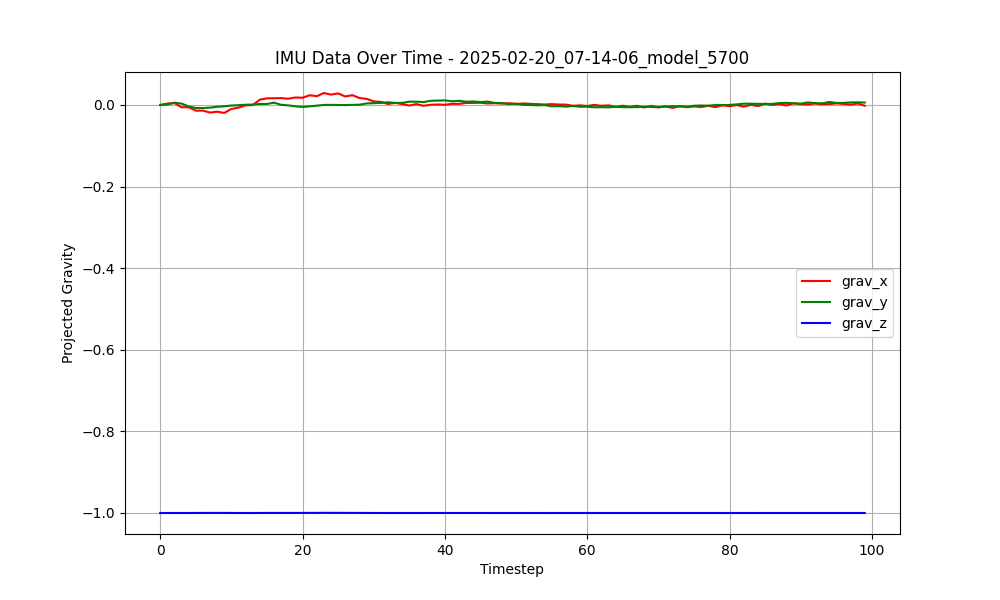 IMU Data Over Time - 2025-02-20_07-14-06_model_5700
Projected Gravity
0.0
−0.2
−0.4
−0.6
−0.8
−1.0
grav_x
grav_y
grav_z
0
20
40
60
80
100
Timestep